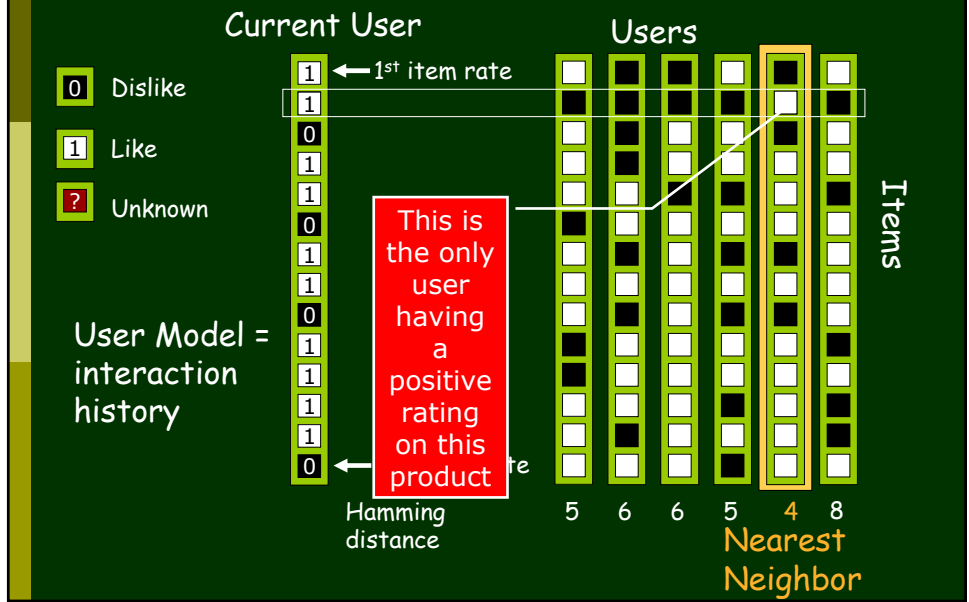 Current User
Users
0 Dislike
1 Like
? Unknown
1
1st item rate
1
0
1
1
0
1
1
0
1
1
1
1
0
te
This is
the only
user
having
a
positive
rating
on this
product
Items
User Model =
interaction
history
Hamming
distance
5 6 6 5 4 8
Nearest
Neighbor